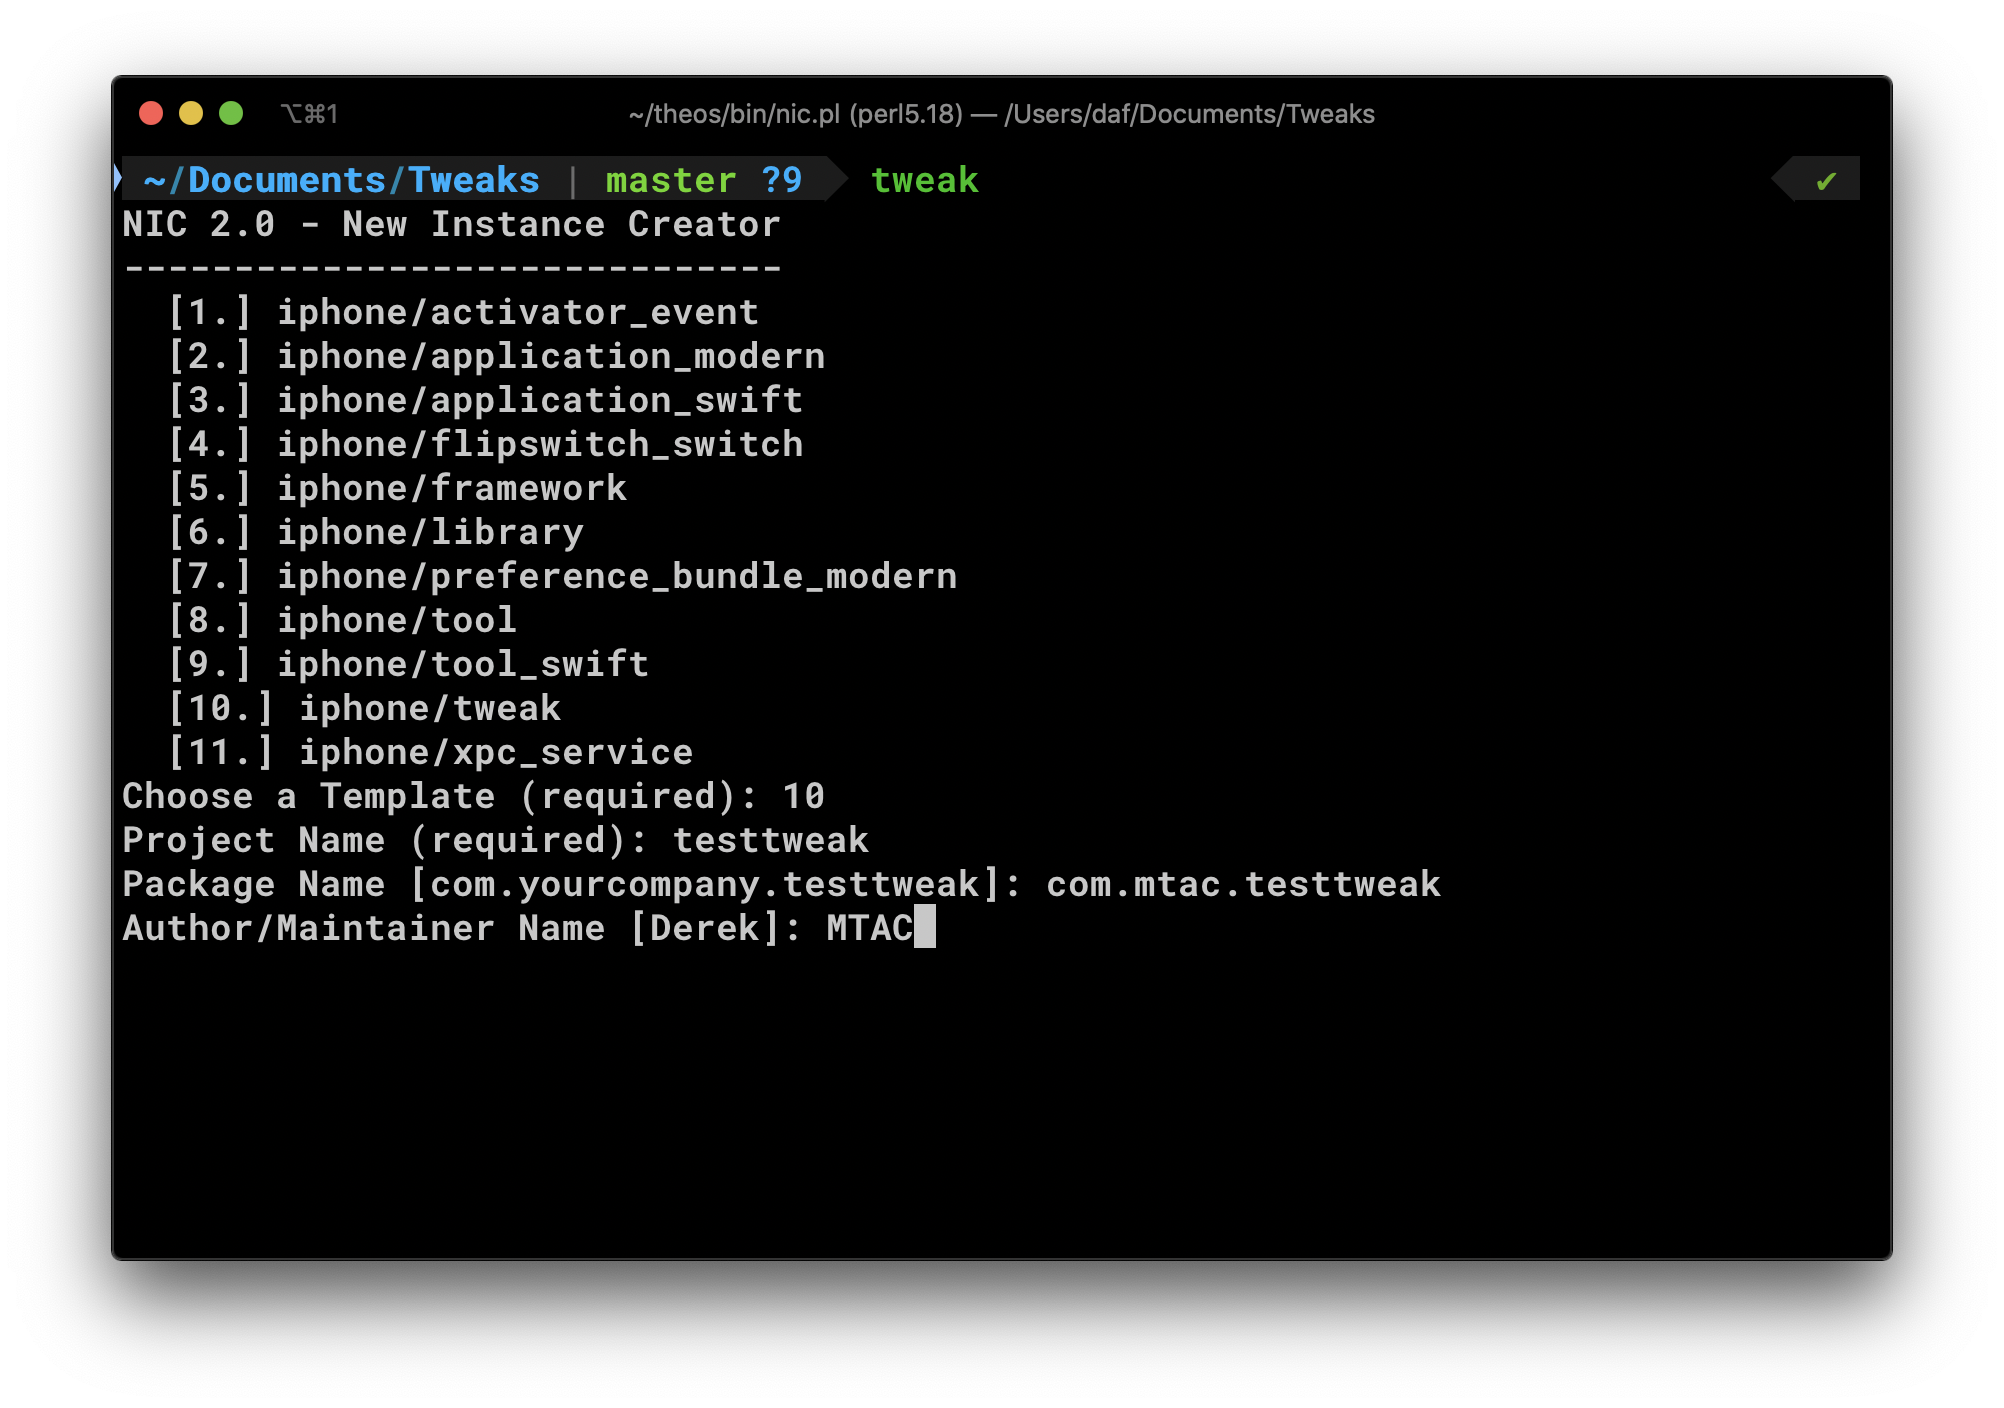 ⌥⌘1 ~/theos/bin/nic.pl (perl5.18) — /Users/daf/Documents/Tweaks
~/Documents/Tweaks | master ?9 tweak ✔
NIC 2.0 - New Instance Creator
------------------------------
[1.] iphone/activator_event
[2.] iphone/application_modern
[3.] iphone/application_swift
[4.] iphone/flipswitch_switch
[5.] iphone/framework
[6.] iphone/library
[7.] iphone/preference_bundle_modern
[8.] iphone/tool
[9.] iphone/tool_swift
[10.] iphone/tweak
[11.] iphone/xpc_service
Choose a Template (required): 10
Project Name (required): testtweak
Package Name [com.yourcompany.testtweak]: com.mtac.testtweak
Author/Maintainer Name [Derek]: MTAC